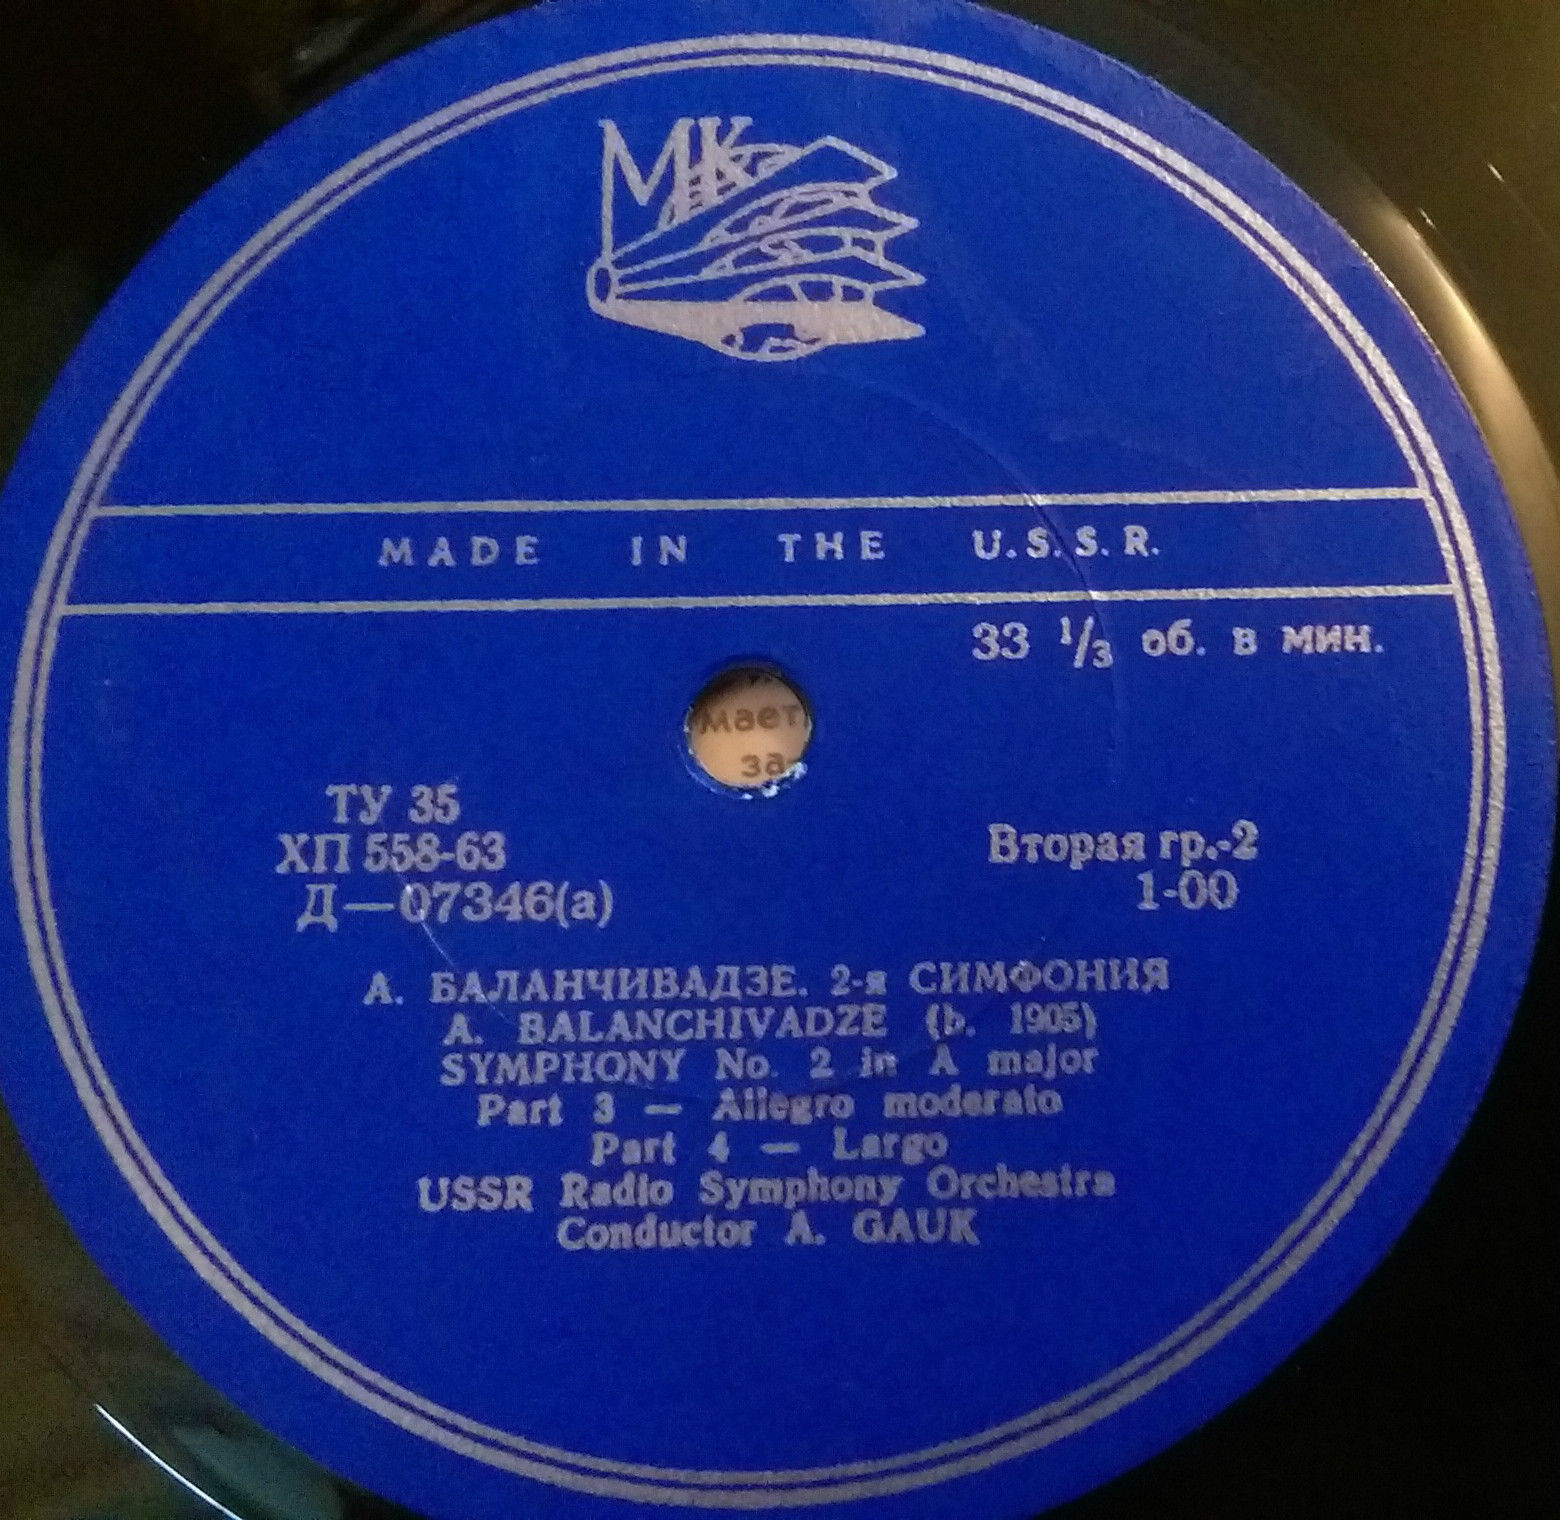 МК
MADE IN THE U.S.S.R.
33 1/3 об. в мин.
мает
за-
ТУ 35
ХП 558-63
Д—07346(а)
Вторая гр.-2
1-00
А. БАЛАНЧИВАДЗЕ. 2-я СИМФОНИЯ
A. BALANCHIVADZE (b. 1905)
SYMPHONY No. 2 in A major
Part 3 — Allegro moderato
Part 4 — Largo
USSR Radio Symphony Orchestra
Conductor A. GAUK